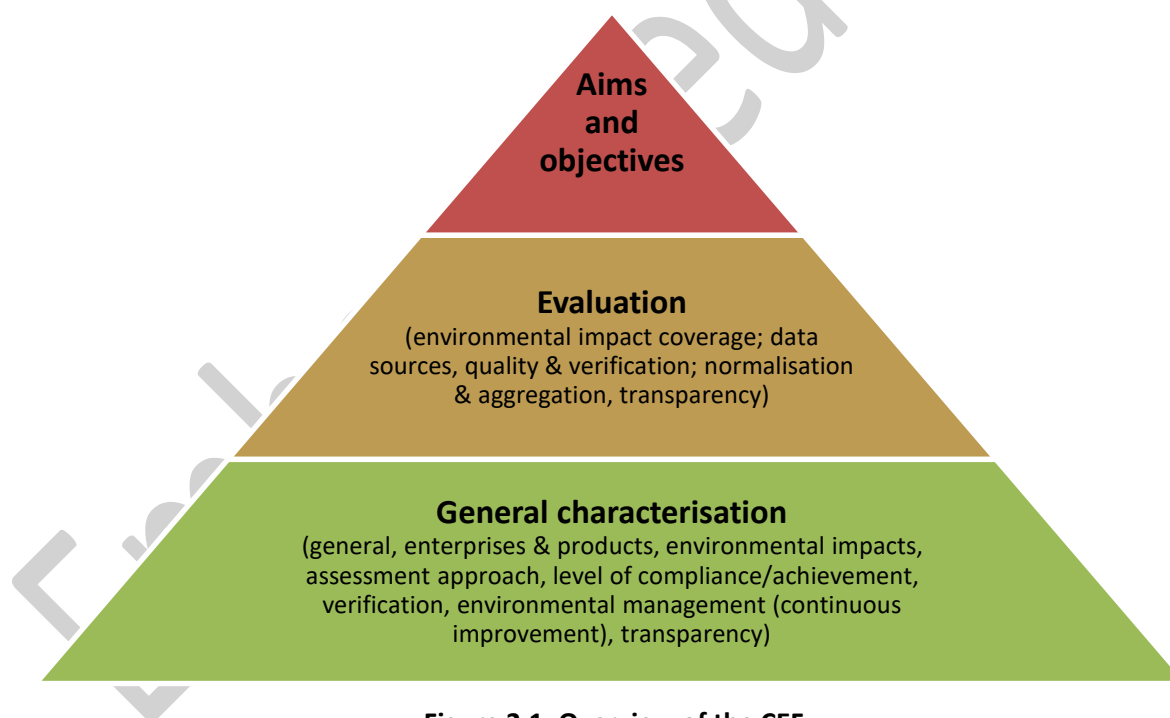 Aims
and
objectives
Evaluation
(environmental impact coverage; data
sources, quality & verification; normalisation
& aggregation, transparency)
General characterisation
(general, enterprises & products, environmental impacts,
assessment approach, level of compliance/achievement,
verification, environmental management (continuous
improvement), transparency)